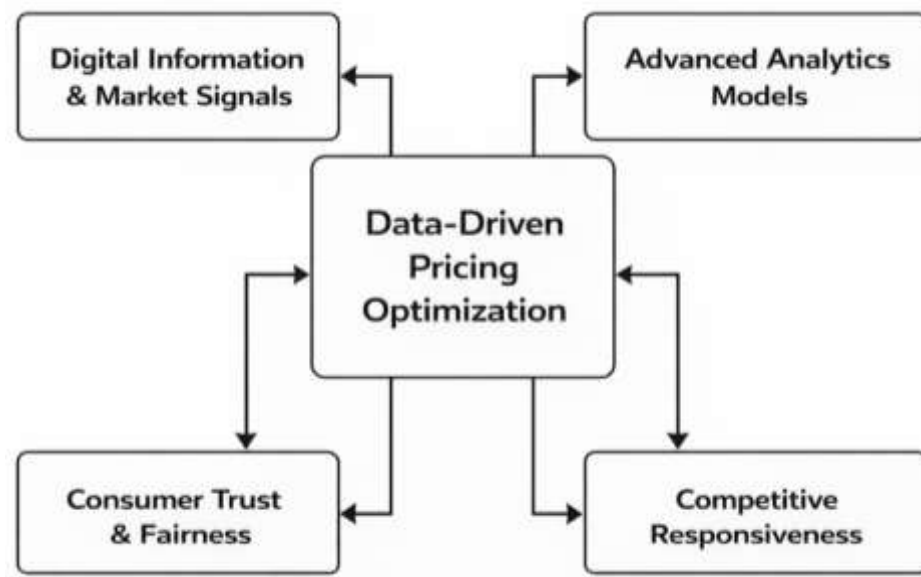 Digital Information
& Market Signals
Advanced Analytics
Models
Data-Driven
Pricing
Optimization
Consumer Trust
& Fairness
Competitive
Responsiveness